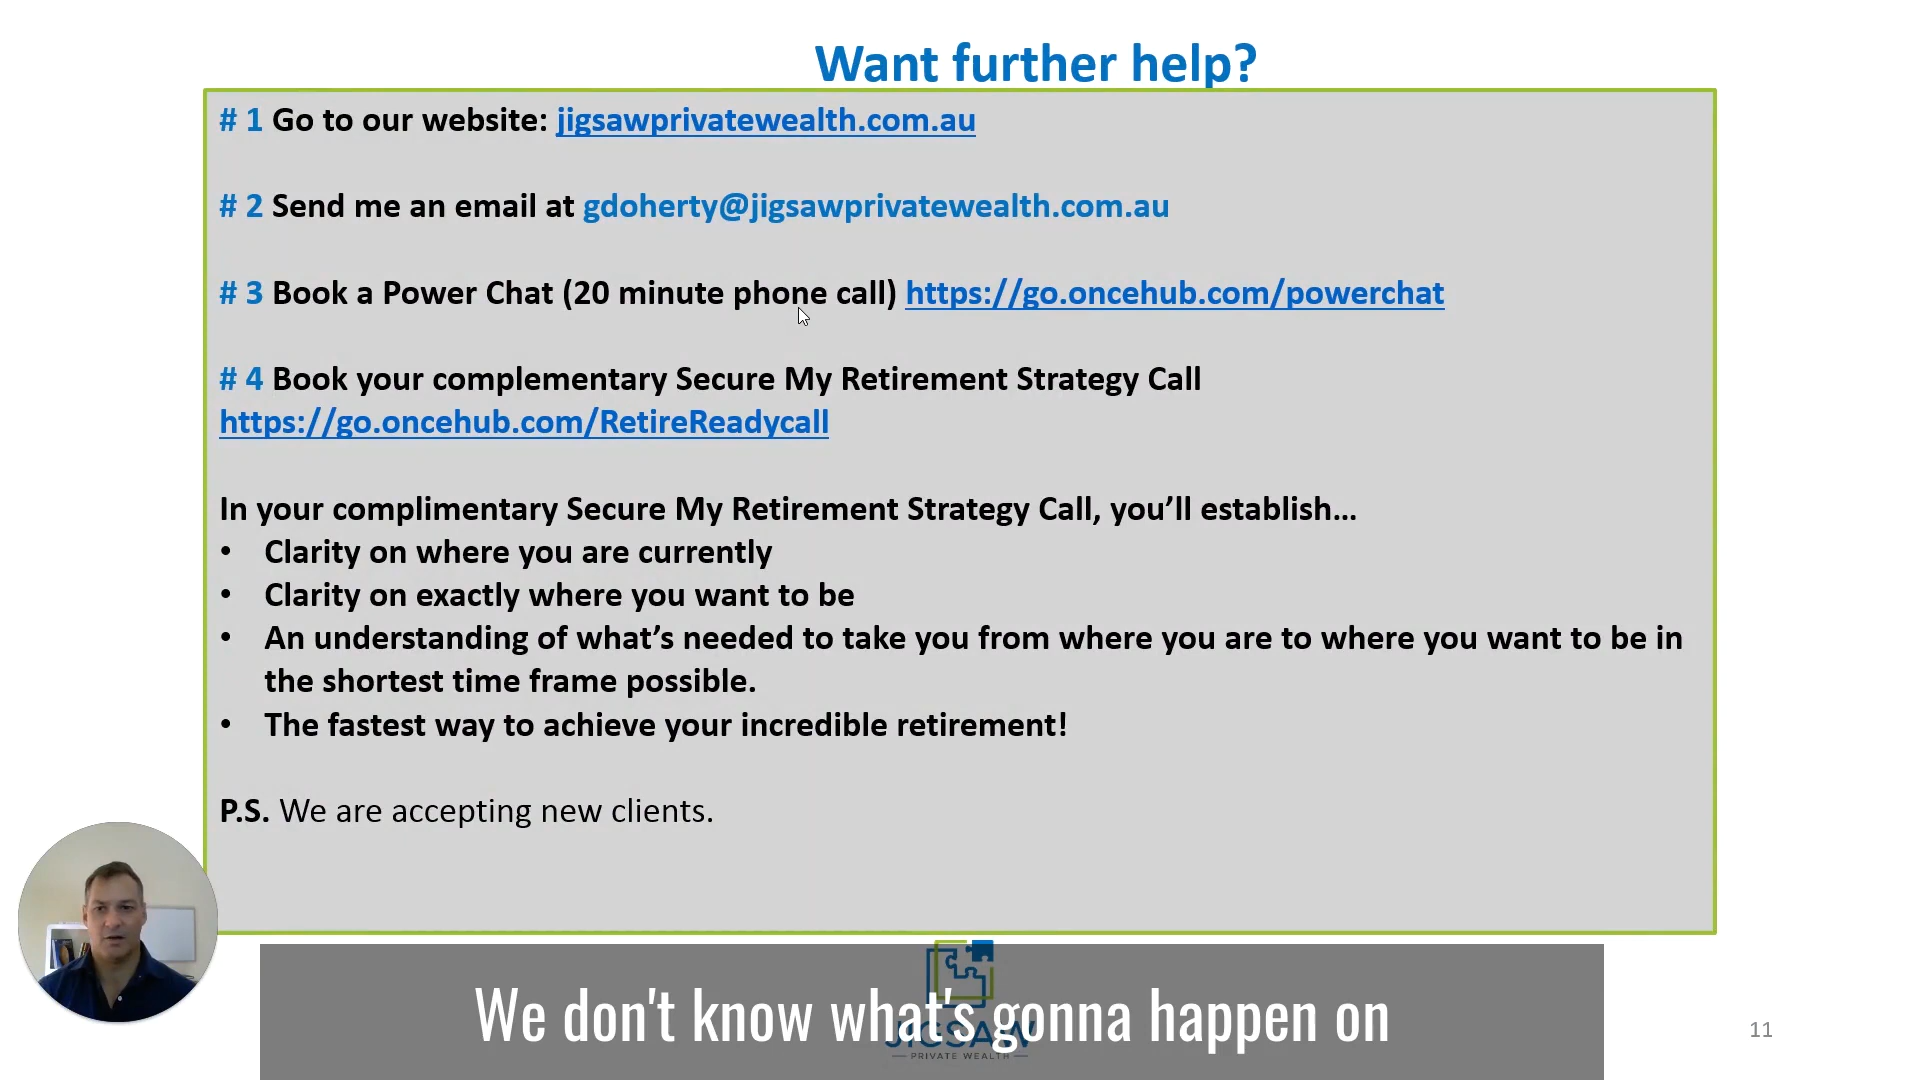 Want further help?
# 1 Go to our website: jigsawprivatewealth.com.au
# 2 Send me an email at gdoherty@jigsawprivatewealth.com.au
# 3 Book a Power Chat (20 minute phone call) https://go.oncehub.com/powerchat
# 4 Book your complementary Secure My Retirement Strategy Call
https://go.oncehub.com/RetireReadycall
In your complimentary Secure My Retirement Strategy Call, you’ll establish…
• Clarity on where you are currently
• Clarity on exactly where you want to be
• An understanding of what’s needed to take you from where you are to where you want to be in
the shortest time frame possible.
• The fastest way to achieve your incredible retirement!
P.S. We are accepting new clients.
We don't know what's gonna happen on
JIGSAW
PRIVATE WEALTH
11